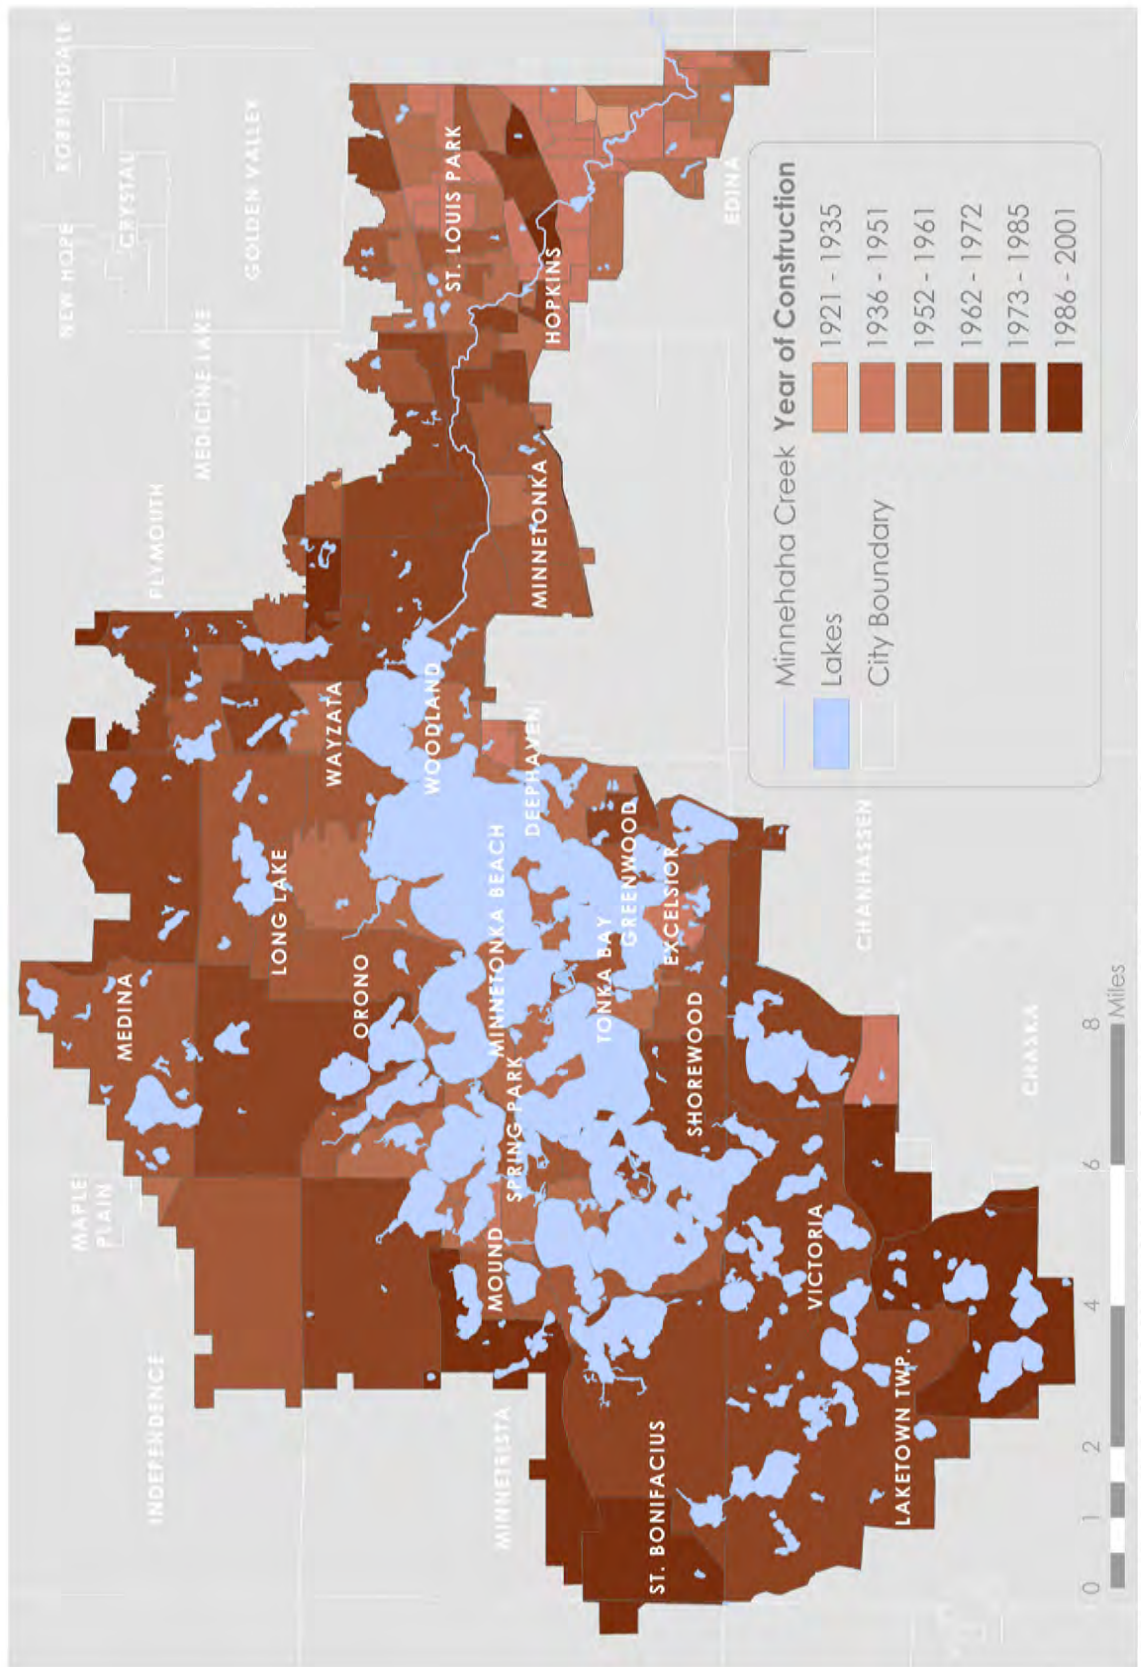 ROBBINSDALE
CRYSTAL
NEW HOPE
GOLDEN VALLEY
MEDICINE LAKE
PLYMOUTH
ST. LOUIS PARK
HOPKINS
EDINA
MINNETONKA
WAYZATA
WOODLAND
DEEPHAVEN
LONG LAKE
MEDINA
ORONO
MINNETONKA BEACH
GREENWOOD
EXCELSIOR
TONKA BAY
SPRING PARK
SHOREWOOD
CHANHASSEN
CHASKA
MAPLE
PLAIN
MOUND
VICTORIA
INDEPENDENCE
MINNETRISTA
ST. BONIFACIUS
LAKETOWN TWP.
Minnehaha Creek
Lakes
City Boundary
Year of Construction
1921 - 1935
1936 - 1951
1952 - 1961
1962 - 1972
1973 - 1985
1986 - 2001
0 1 2 4 6 8
Miles